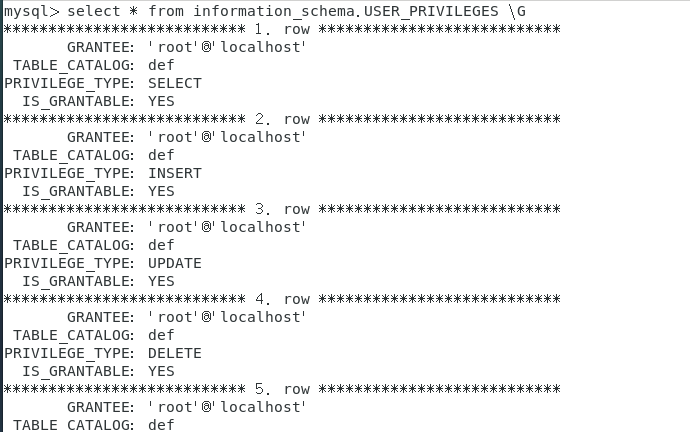 mysql> select * from information_schema.USER_PRIVILEGES \G
*************************** 1. row ***************************
GRANTEE: 'root'@'localhost'
TABLE_CATALOG: def
PRIVILEGE_TYPE: SELECT
IS_GRANTABLE: YES
*************************** 2. row ***************************
GRANTEE: 'root'@'localhost'
TABLE_CATALOG: def
PRIVILEGE_TYPE: INSERT
IS_GRANTABLE: YES
*************************** 3. row ***************************
GRANTEE: 'root'@'localhost'
TABLE_CATALOG: def
PRIVILEGE_TYPE: UPDATE
IS_GRANTABLE: YES
*************************** 4. row ***************************
GRANTEE: 'root'@'localhost'
TABLE_CATALOG: def
PRIVILEGE_TYPE: DELETE
IS_GRANTABLE: YES
*************************** 5. row ***************************
GRANTEE: 'root'@'localhost'
TABLE_CATALOG: def